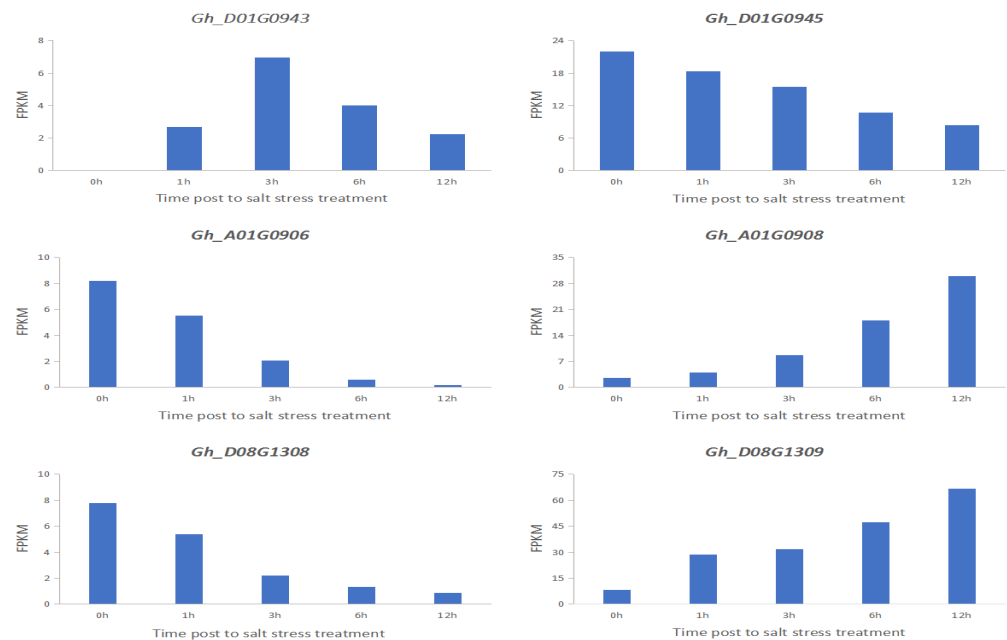 Gh_D01G0943
8
6
4
2
0
FPKM
0h 1h 3h 6h 12h
Time post to salt stress treatment
Gh_D01G0945
24
18
12
6
0
FPKM
0h 1h 3h 6h 12h
Time post to salt stress treatment
Gh_A01G0906
10
8
6
4
2
0
FPKM
0h 1h 3h 6h 12h
Time post to salt stress treatment
Gh_A01G0908
35
28
21
14
7
0
FPKM
0h 1h 3h 6h 12h
Time post to salt stress treatment
Gh_D08G1308
10
8
6
4
2
0
FPKM
0h 1h 3h 6h 12h
Time post to salt stress treatment
Gh_D08G1309
75
60
45
30
15
0
FPKM
0h 1h 3h 6h 12h
Time post to salt stress treatment